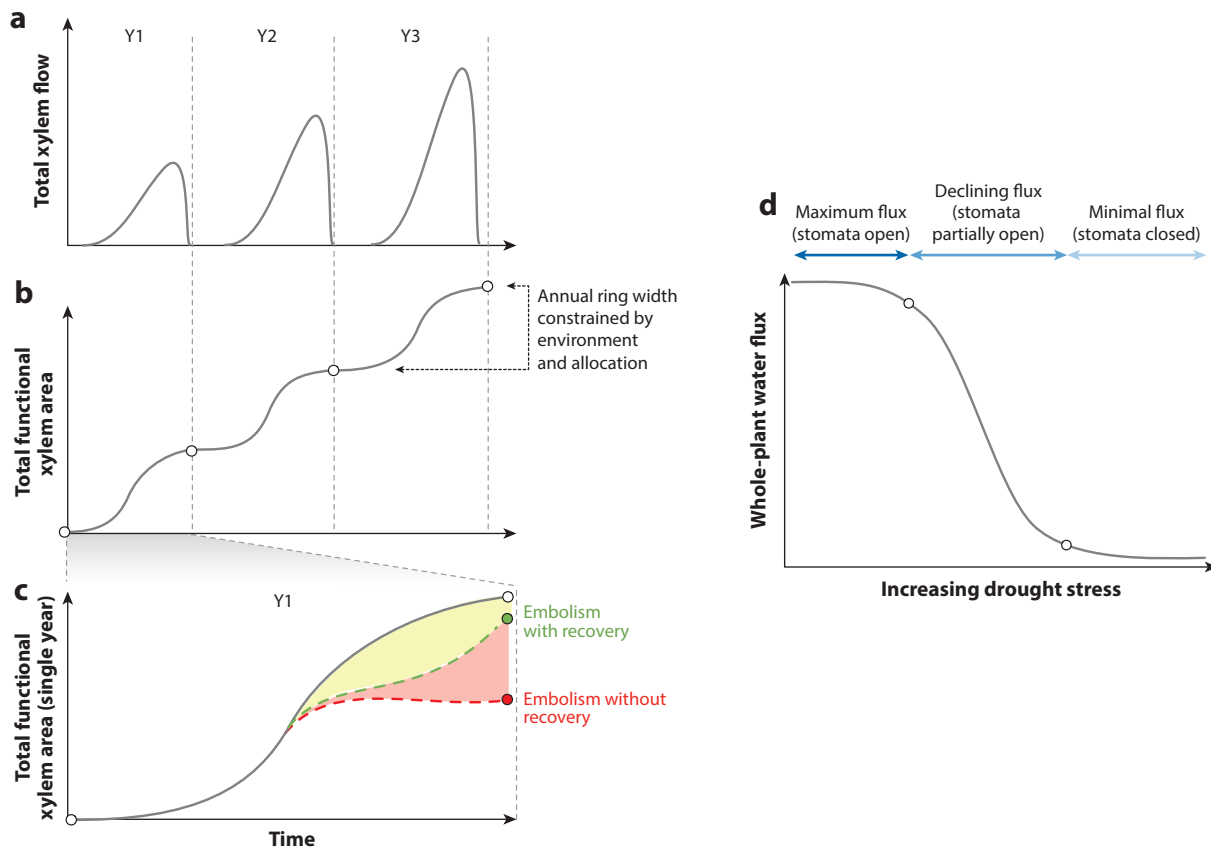 a
Y1
Y2
Y3
Total xylem flow
b
Annual ring width
constrained by
environment
and allocation
Total functional
xylem area
c
Y1
Embolism
with recovery
Embolism without
recovery
Total functional
xylem area (single year)
Time
d
Maximum flux
(stomata open)
Declining flux
(stomata
partially open)
Minimal flux
(stomata closed)
Whole-plant water flux
Increasing drought stress